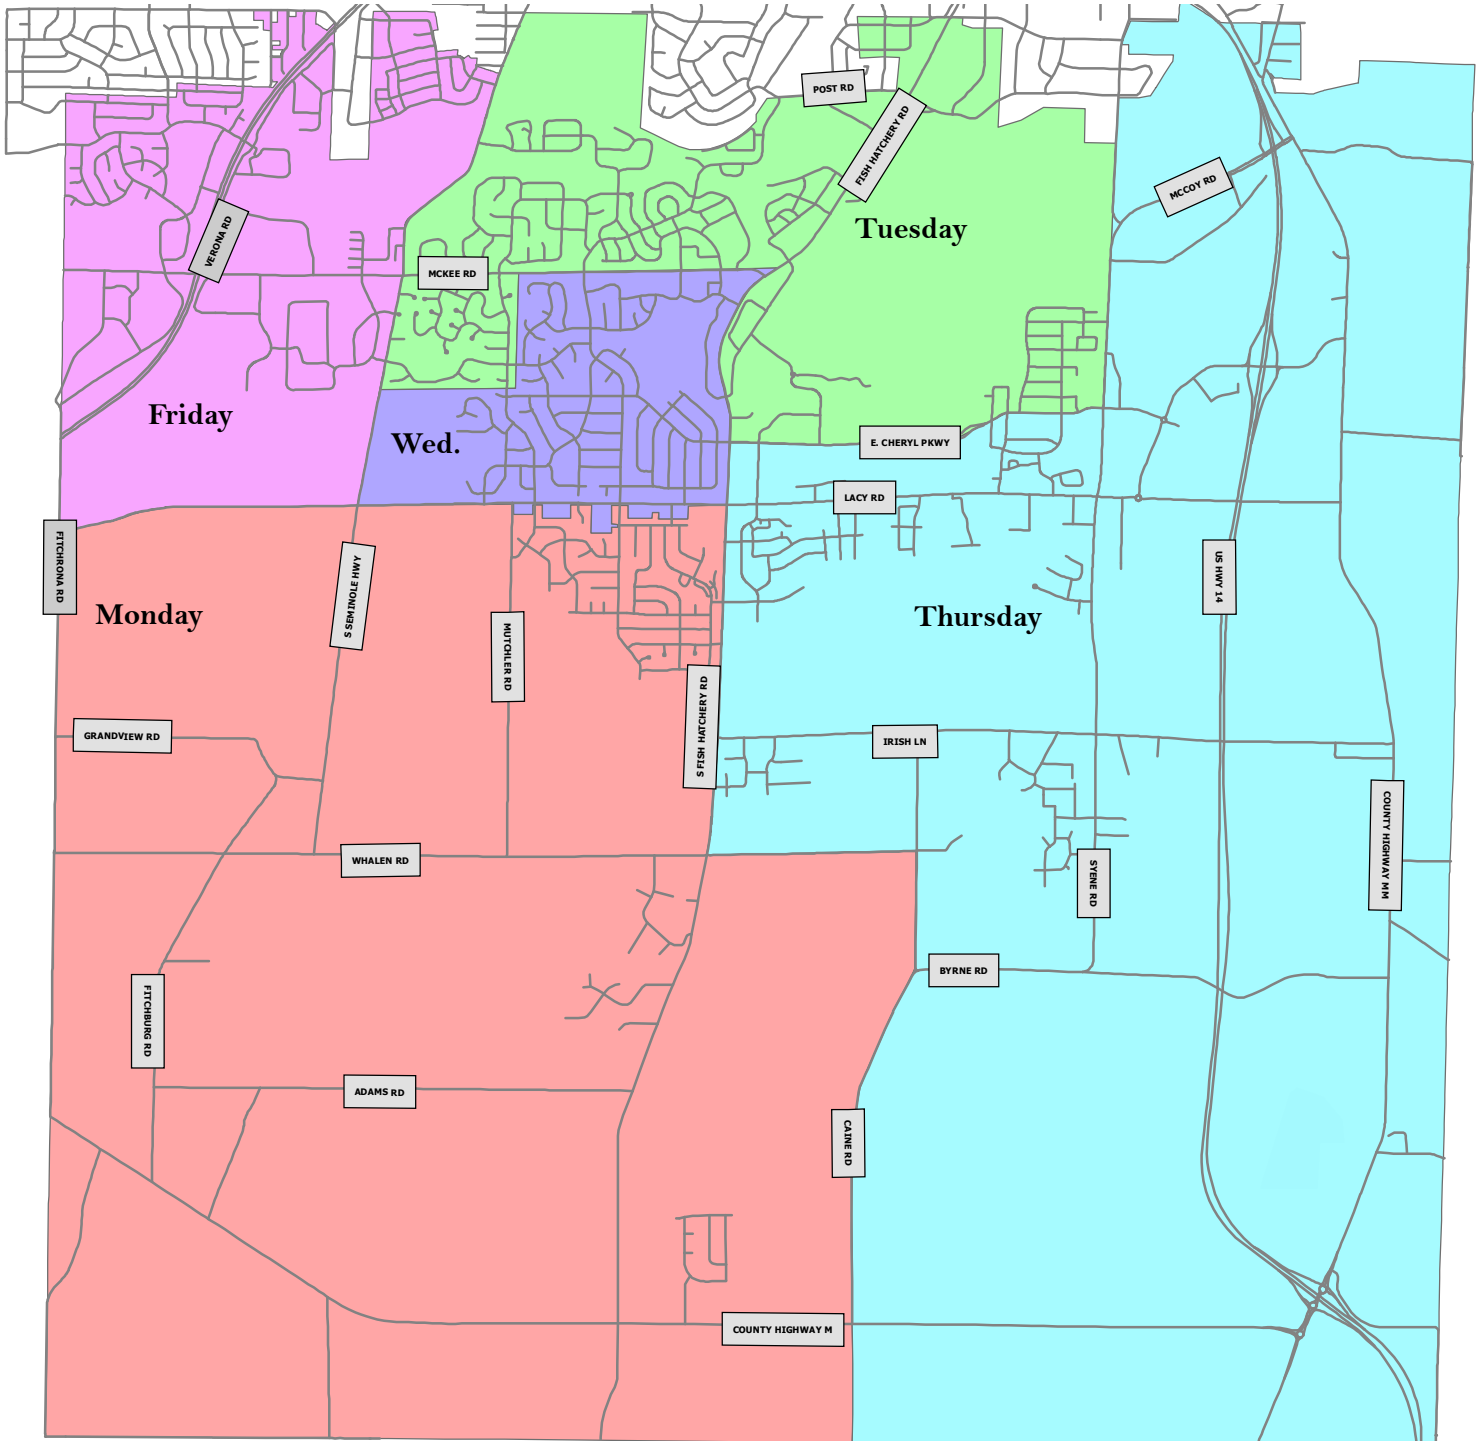 POST RD
FISH HATCHERY RD
MCCOY RD
VERONA RD
Tuesday
MCKEE RD
Friday
Wed.
E. CHERYL PKWY
LACY RD
FITCHRONA RD
S SEMINOLE HWY
US HWY 14
Monday
Thursday
MUTCHLER RD
S FISH HATCHERY RD
GRANDVIEW RD
IRISH LN
COUNTY HIGHWAY MM
WHALEN RD
SYENE RD
BYRNE RD
FITCHBURG RD
ADAMS RD
CAINE RD
COUNTY HIGHWAY M